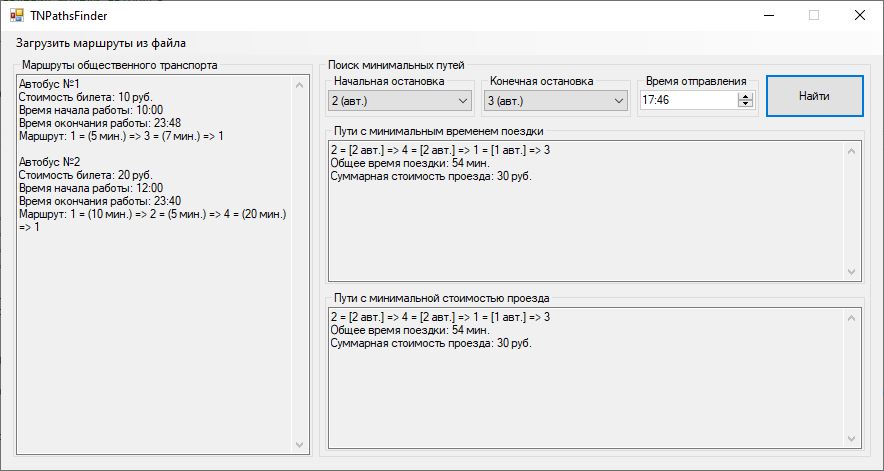 TNPathsFinder
Загрузить маршруты из файла
Маршруты общественного транспорта
Автобус №1
Стоимость билета: 10 руб.
Время начала работы: 10:00
Время окончания работы: 23:48
Маршрут: 1 = (5 мин.) => 3 = (7 мин.) => 1
Автобус №2
Стоимость билета: 20 руб.
Время начала работы: 12:00
Время окончания работы: 23:40
Маршрут: 1 = (10 мин.) => 2 = (5 мин.) => 4 = (20 мин.)
=> 1
Поиск минимальных путей
Начальная остановка
2 (авт.)
Конечная остановка
3 (авт.)
Время отправления
17:46
Найти
Пути с минимальным временем поездки
2 = [2 авт.] => 4 = [2 авт.] => 1 = [1 авт.] => 3
Общее время поездки: 54 мин.
Суммарная стоимость проезда: 30 руб.
Пути с минимальной стоимостью проезда
2 = [2 авт.] => 4 = [2 авт.] => 1 = [1 авт.] => 3
Общее время поездки: 54 мин.
Суммарная стоимость проезда: 30 руб.